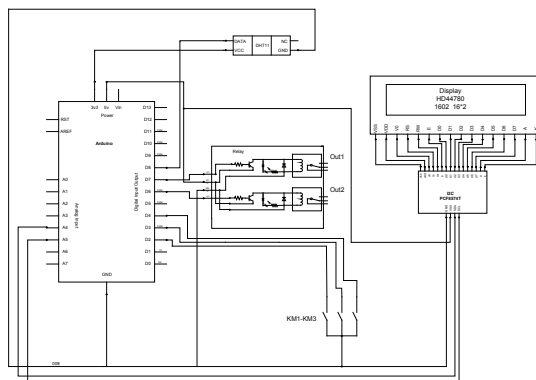 DATA
VCC
DHT11
NC
GND
Display
HD44780
1602 16*2
VSS
VDD
V0
RS
RW
E
D0
D1
D2
D3
D4
D5
D6
D7
A
K
3v3
5v
Vin
Power
RST
AREF
Arduino
Digital Input/Output
D13
D12
D11
D10
D9
D8
D7
D6
D5
D4
D3
D2
D1
D0
A0
A1
A2
A3
A4
A5
A6
A7
GND
Relay
Out1
Out2
I2C
KM1-KM3